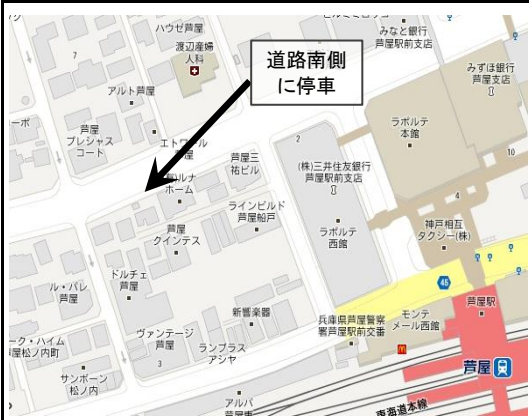 ハウゼ芦屋
渡辺産婦
人科
7
アルト芦屋
芦屋
プレシャス
コート
エトワール
芦屋
道路南側
に停車
みなと銀行
芦屋駅前支店
みずほ銀行
芦屋支店
ラポルテ
本館
10
2
芦屋三
祐ビル
(株)三井住友銀行
芦屋駅前支店
ルナ
ホーム
ラインビルド
芦屋船戸
4
芦屋
クインテス
ラポルテ
西館
神戸相互
タクシー(株)
ドルチェ
芦屋
ル・パレ
芦屋
46
芦屋駅
新響楽器
兵庫県芦屋警察
署芦屋駅前交番
モンテ
メール西館
ーク・ハイム
屋松ノ内町
ヴァンテージ
芦屋
ランプラス
アシヤ
3
サンボーン
松ノ内
芦屋
アルパ
東海道本線